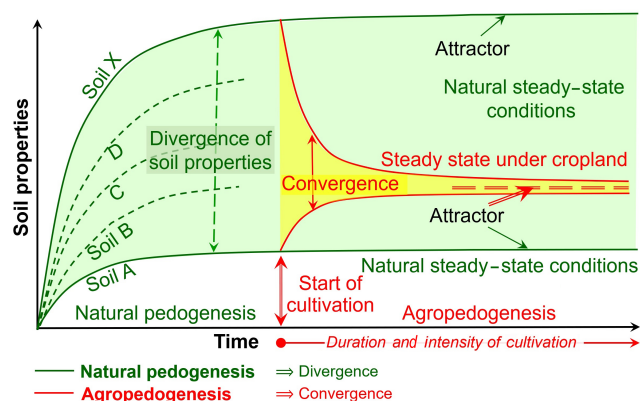 Soil properties
Soil X
D
C
Soil B
Soil A
Divergence of
soil properties
Attractor
Natural steady-state
conditions
Steady state under cropland
Convergence
Attractor
Natural steady-state conditions
Start of
cultivation
Natural pedogenesis
Agropedogenesis
Time
Duration and intensity of cultivation
Natural pedogenesis ⇒ Divergence
Agropedogenesis ⇒ Convergence